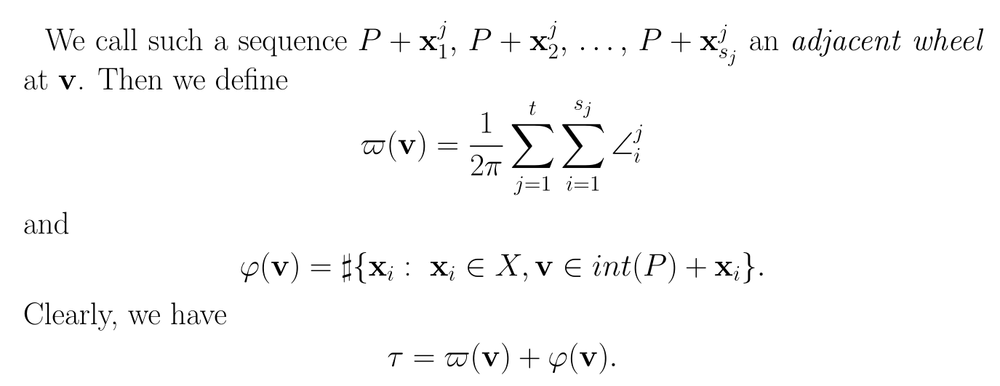 We call such a sequence $P + \mathbf{x}_1^j$, $P + \mathbf{x}_2^j$, $\ldots$, $P + \mathbf{x}_{s_j}^j$ an adjacent wheel
at $\mathbf{v}$. Then we define
$$\varpi(\mathbf{v}) = \frac{1}{2\pi} \sum_{j=1}^{t} \sum_{i=1}^{s_j} \angle_i^j$$
and
$$\varphi(\mathbf{v}) = \sharp\{\mathbf{x}_i : \ \mathbf{x}_i \in X, \mathbf{v} \in int(P) + \mathbf{x}_i\}.$$
Clearly, we have
$$\tau = \varpi(\mathbf{v}) + \varphi(\mathbf{v}).$$